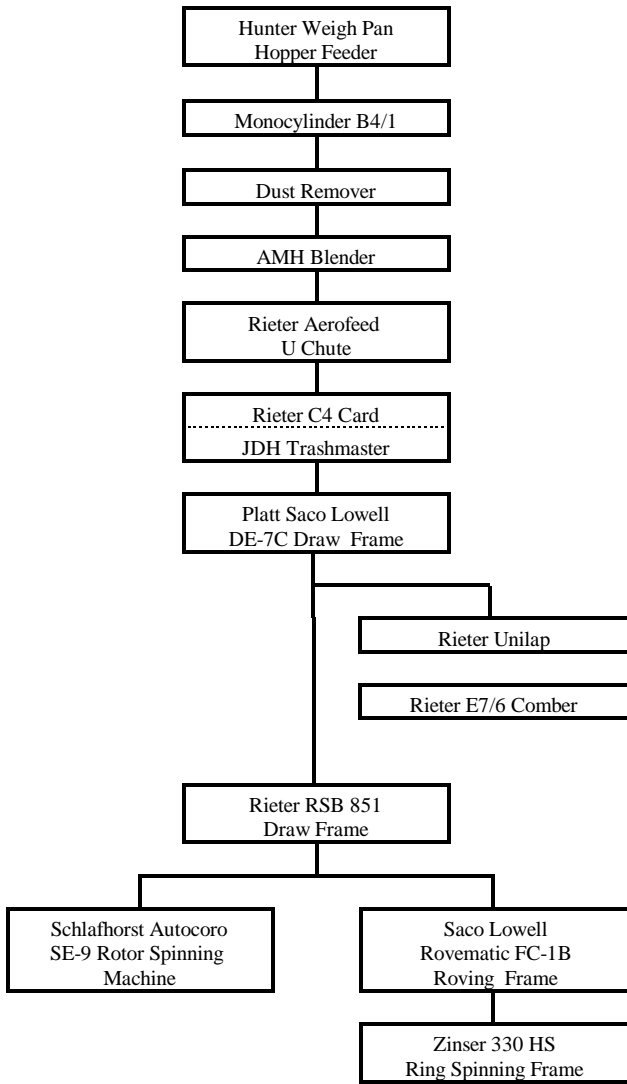 Hunter Weigh Pan
Hopper Feeder
Monocylinder B4/1
Dust Remover
AMH Blender
Rieter Aerofeed
U Chute
Rieter C4 Card
JDH Trashmaster
Platt Saco Lowell
DE-7C Draw Frame
Rieter Unilap
Rieter E7/6 Comber
Rieter RSB 851
Draw Frame
Schlafhorst Autocoro
SE-9 Rotor Spinning
Machine
Saco Lowell
Rovematic FC-1B
Roving Frame
Zinser 330 HS
Ring Spinning Frame